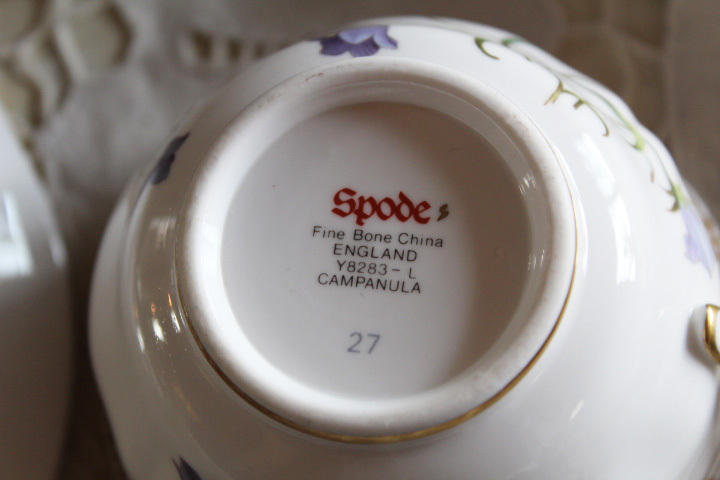 Spode S
Fine Bone China
ENGLAND
Y8283-L
CAMPANULA
27